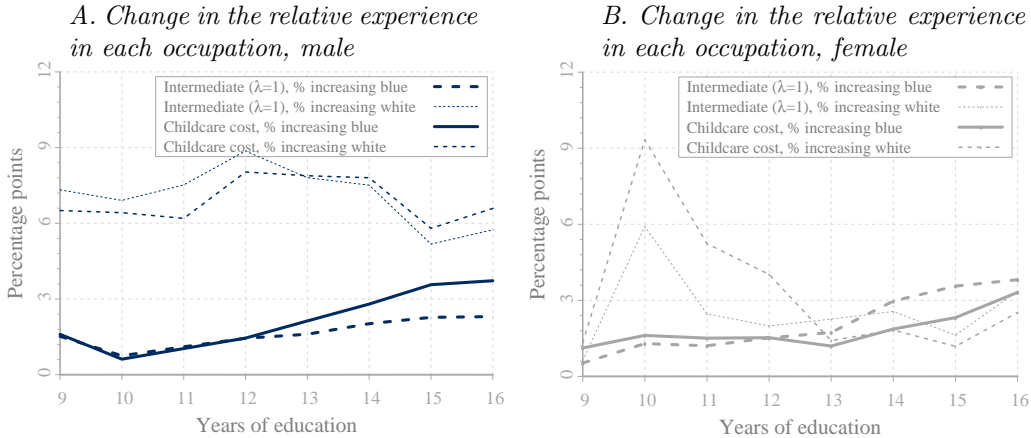 A. Change in the relative experience
in each occupation, male
12
9
6
3
0
Percentage points
Intermediate (λ=1), % increasing blue
Intermediate (λ=1), % increasing white
Childcare cost, % increasing blue
Childcare cost, % increasing white
9 10 11 12 13 14 15 16
Years of education
B. Change in the relative experience
in each occupation, female
12
9
6
3
0
Percentage points
Intermediate (λ=1), % increasing blue
Intermediate (λ=1), % increasing white
Childcare cost, % increasing blue
Childcare cost, % increasing white
9 10 11 12 13 14 15 16
Years of education